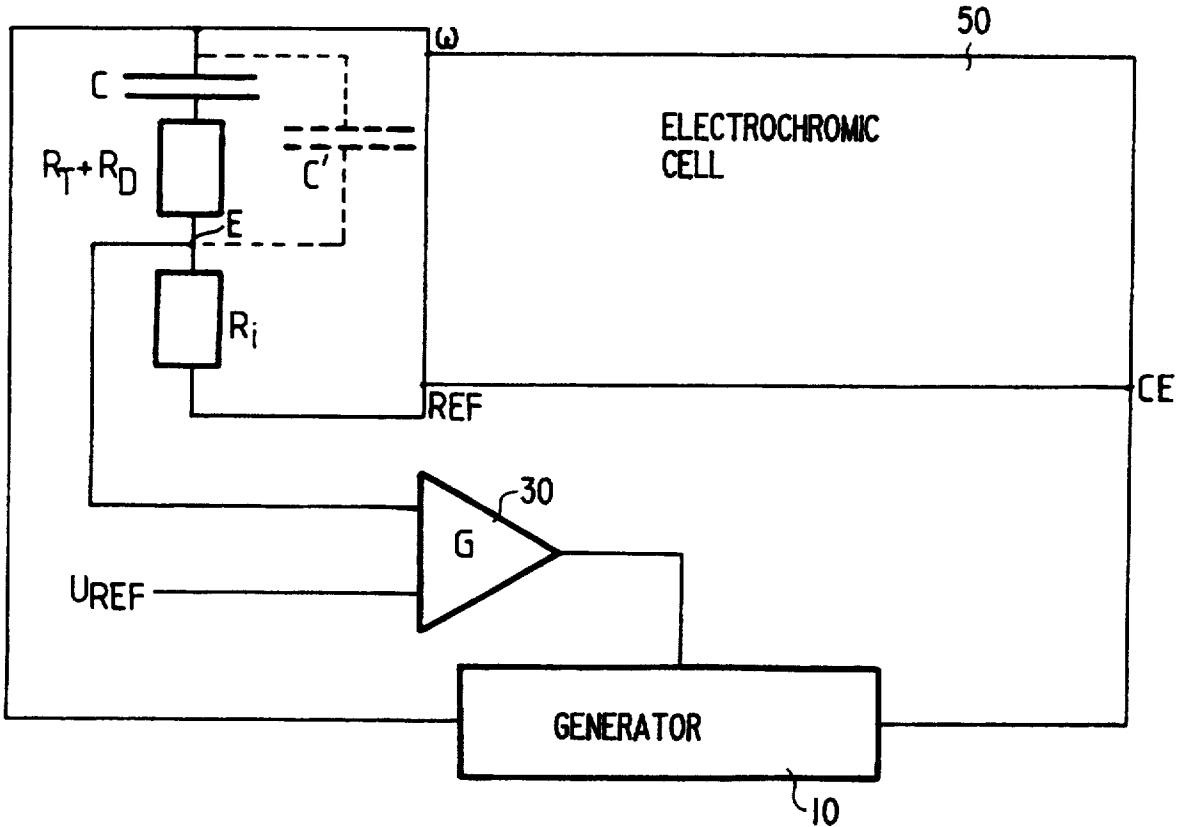 50
ω
C
ELECTROCHROMIC
CELL
R_T + R_D
C'
E
R_i
REF
CE
30
G
U_REF
GENERATOR
10